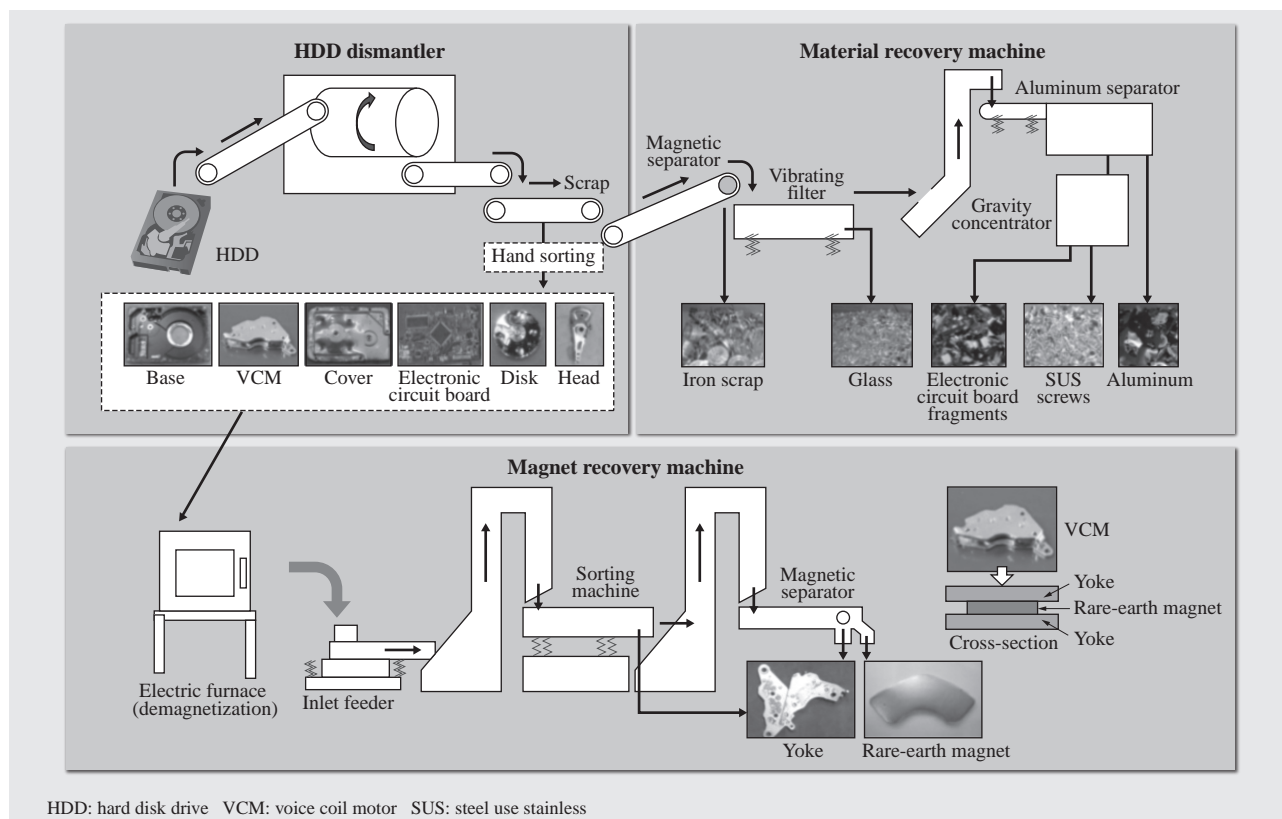 HDD dismantler
HDD
Scrap
Hand sorting
Base
VCM
Cover
Electronic
circuit board
Disk
Head
Material recovery machine
Magnetic
separator
Vibrating
filter
Gravity
concentrator
Aluminum separator
Iron scrap
Glass
Electronic
circuit board
fragments
SUS
screws
Aluminum
Magnet recovery machine
Electric furnace
(demagnetization)
Inlet feeder
Sorting
machine
Magnetic
separator
Yoke
Rare-earth magnet
VCM
Yoke
Rare-earth magnet
Yoke
Cross-section
HDD: hard disk drive VCM: voice coil motor SUS: steel use stainless